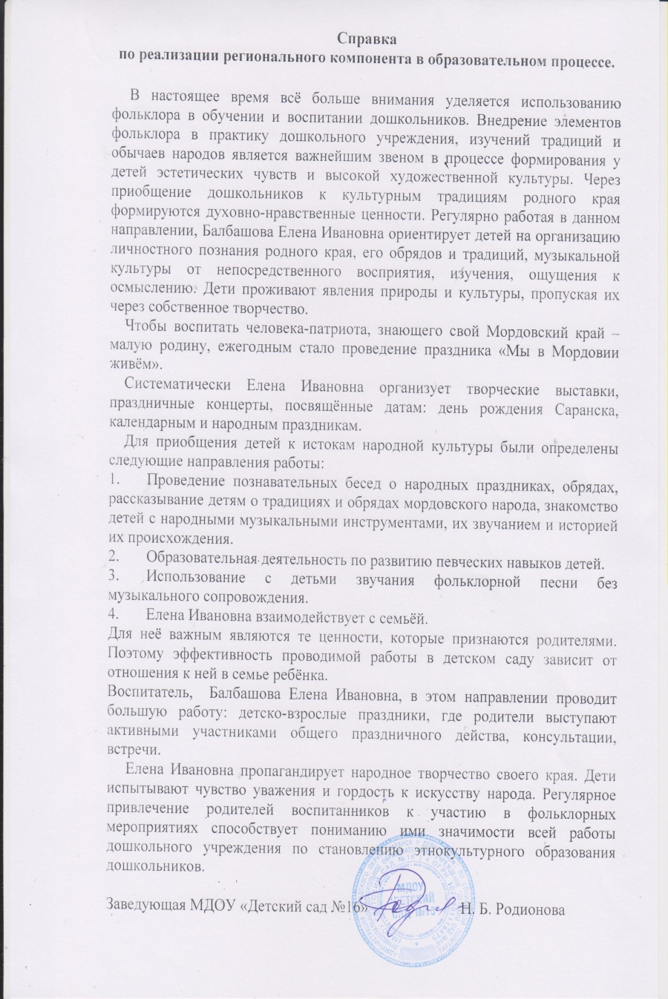 Справка
по реализации регионального компонента в образовательном процессе.
В настоящее время всё больше внимания уделяется использованию
фольклора в обучении и воспитании дошкольников. Внедрение элементов
фольклора в практику дошкольного учреждения, изучений традиций и
обычаев народов является важнейшим звеном в процессе формирования у
детей эстетических чувств и высокой художественной культуры. Через
приобщение дошкольников к культурным традициям родного края
формируются духовно-нравственные ценности. Регулярно работая в данном
направлении, Балбашова Елена Ивановна ориентирует детей на организацию
личностного познания родного края, его обрядов и традиций, музыкальной
культуры от непосредственного восприятия, изучения, ощущения к
осмыслению. Дети проживают явления природы и культуры, пропуская их
через собственное творчество.
Чтобы воспитать человека-патриота, знающего свой Мордовский край –
малую родину, ежегодным стало проведение праздника «Мы в Мордовии
живём».
Систематически Елена Ивановна организует творческие выставки,
праздничные концерты, посвящённые датам: день рождения Саранска,
календарным и народным праздникам.
Для приобщения детей к истокам народной культуры были определены
следующие направления работы:
1. Проведение познавательных бесед о народных праздниках, обрядах,
рассказывание детям о традициях и обрядах мордовского народа, знакомство
детей с народными музыкальными инструментами, их звучанием и историей
их происхождения.
2. Образовательная деятельность по развитию певческих навыков детей.
3. Использование с детьми звучания фольклорной песни без
музыкального сопровождения.
4. Елена Ивановна взаимодействует с семьёй.
Для неё важным являются те ценности, которые признаются родителями.
Поэтому эффективность проводимой работы в детском саду зависит от
отношения к ней в семье ребёнка.
Воспитатель, Балбашова Елена Ивановна, в этом направлении проводит
большую работу: детско-взрослые праздники, где родители выступают
активными участниками общего праздничного действа, консультации,
встречи.
Елена Ивановна пропагандирует народное творчество своего края. Дети
испытывают чувство уважения и гордость к искусству народа. Регулярное
привлечение родителей воспитанников к участию в фольклорных
мероприятиях способствует пониманию ими значимости всей работы
дошкольного учреждения по становлению этнокультурного образования
дошкольников.
Заведующая МДОУ «Детский сад №16» Н. Б. Родионова
МДОУ
ДЕТСКИЙ